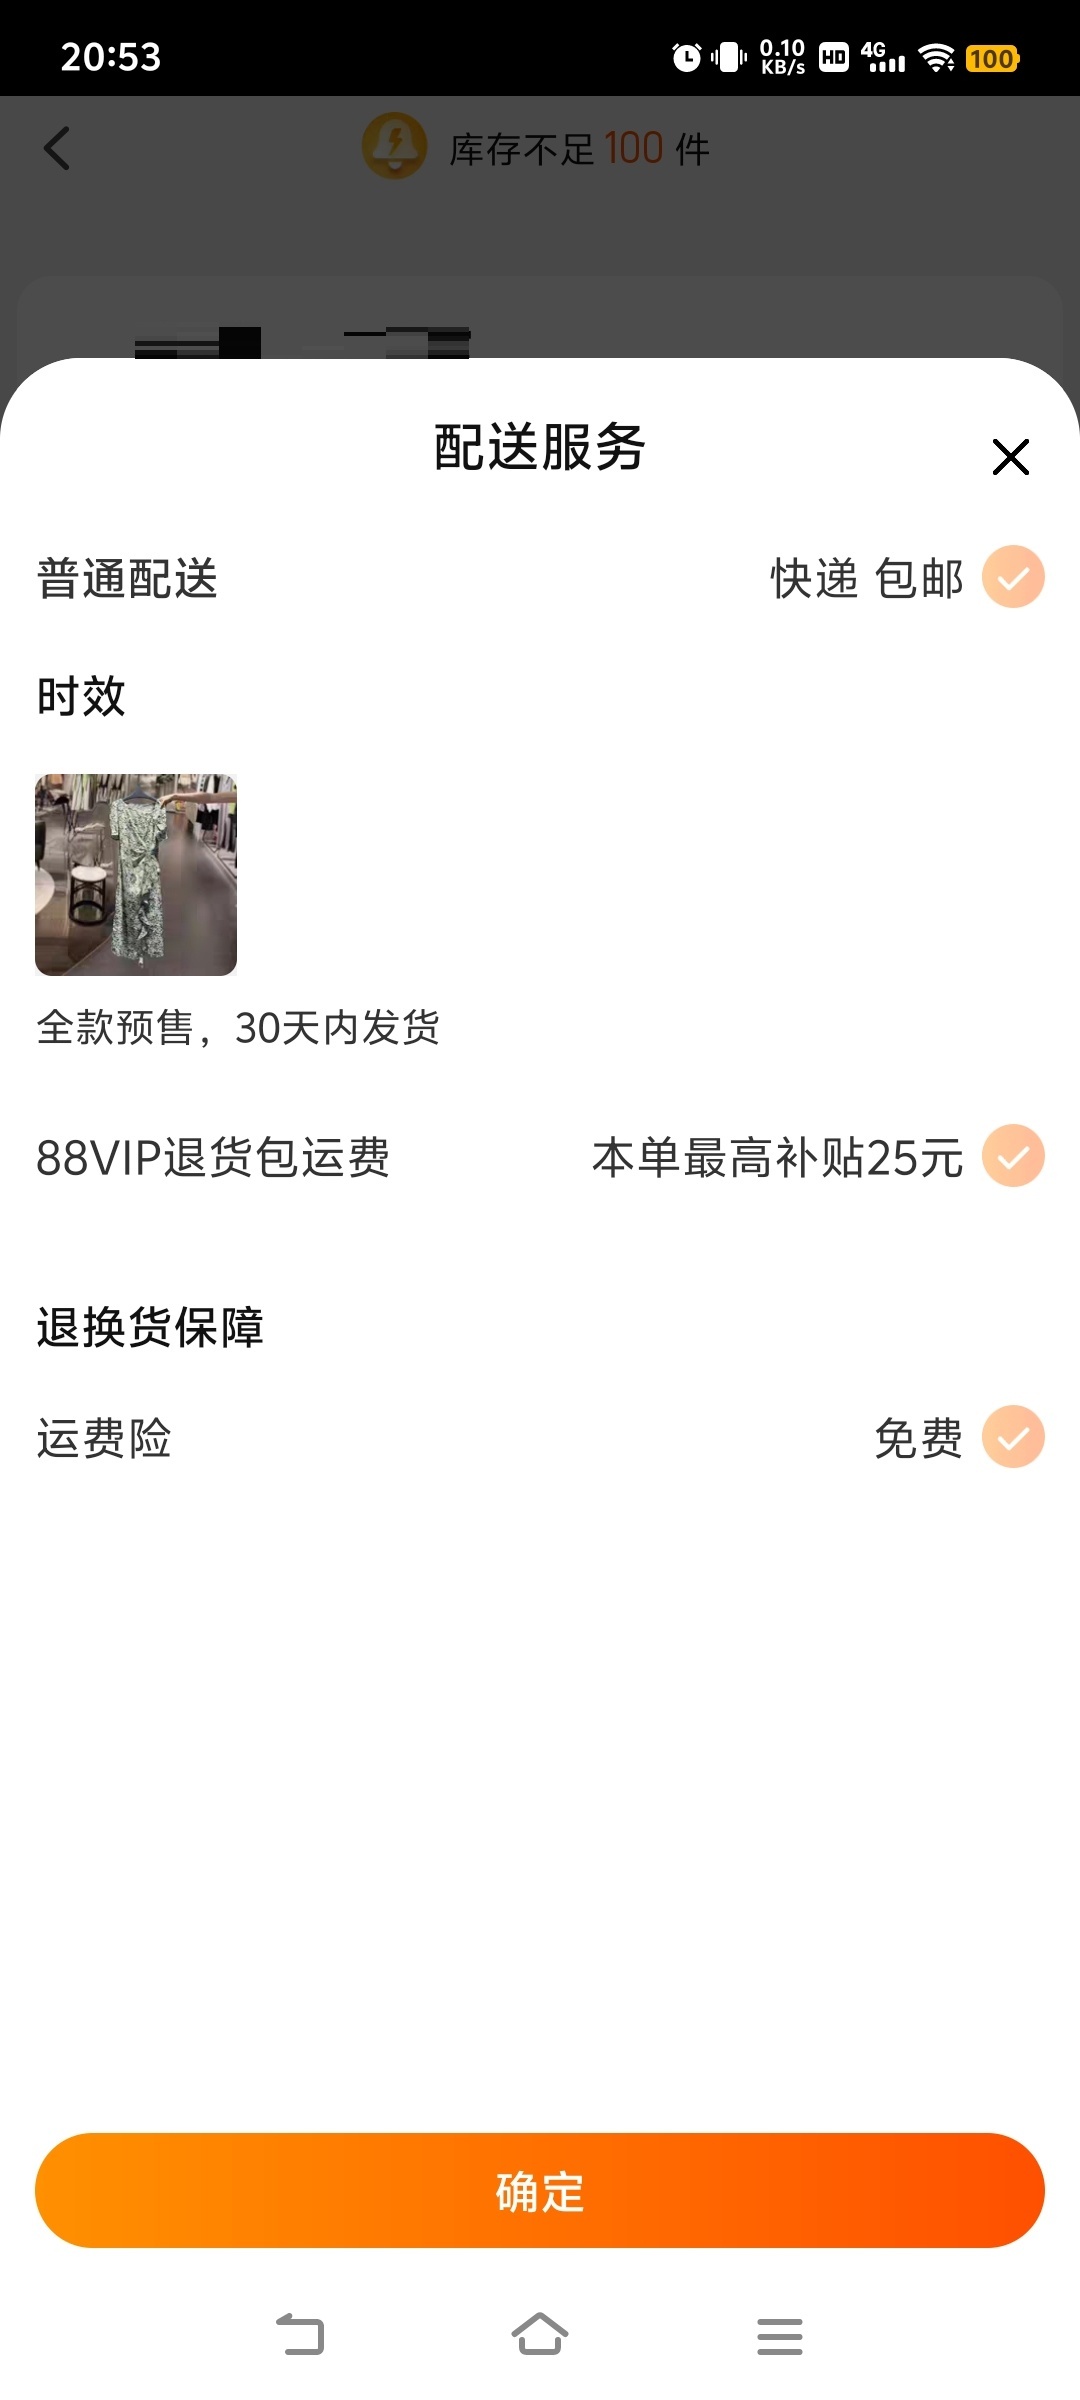 20:53
0.10 KB/s HD 4G 100
库存不足 100 件
配送服务
普通配送 快递 包邮
时效
全款预售，30天内发货
88VIP退货包运费 本单最高补贴25元
退换货保障
运费险 免费
确定